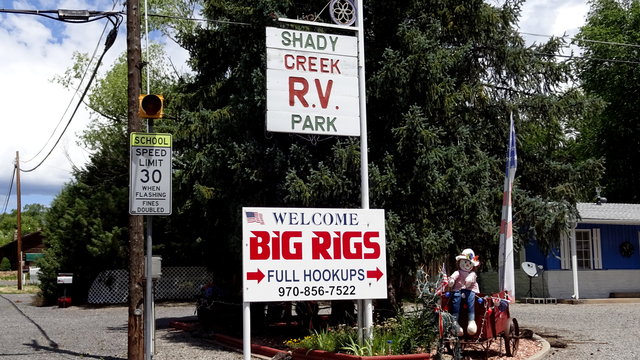 SHADY
CREEK
R.V.
PARK
SCHOOL
SPEED
LIMIT
30
WHEN
FLASHING
FINES
DOUBLED
WELCOME
BIG RIGS
FULL HOOKUPS
970-856-7522